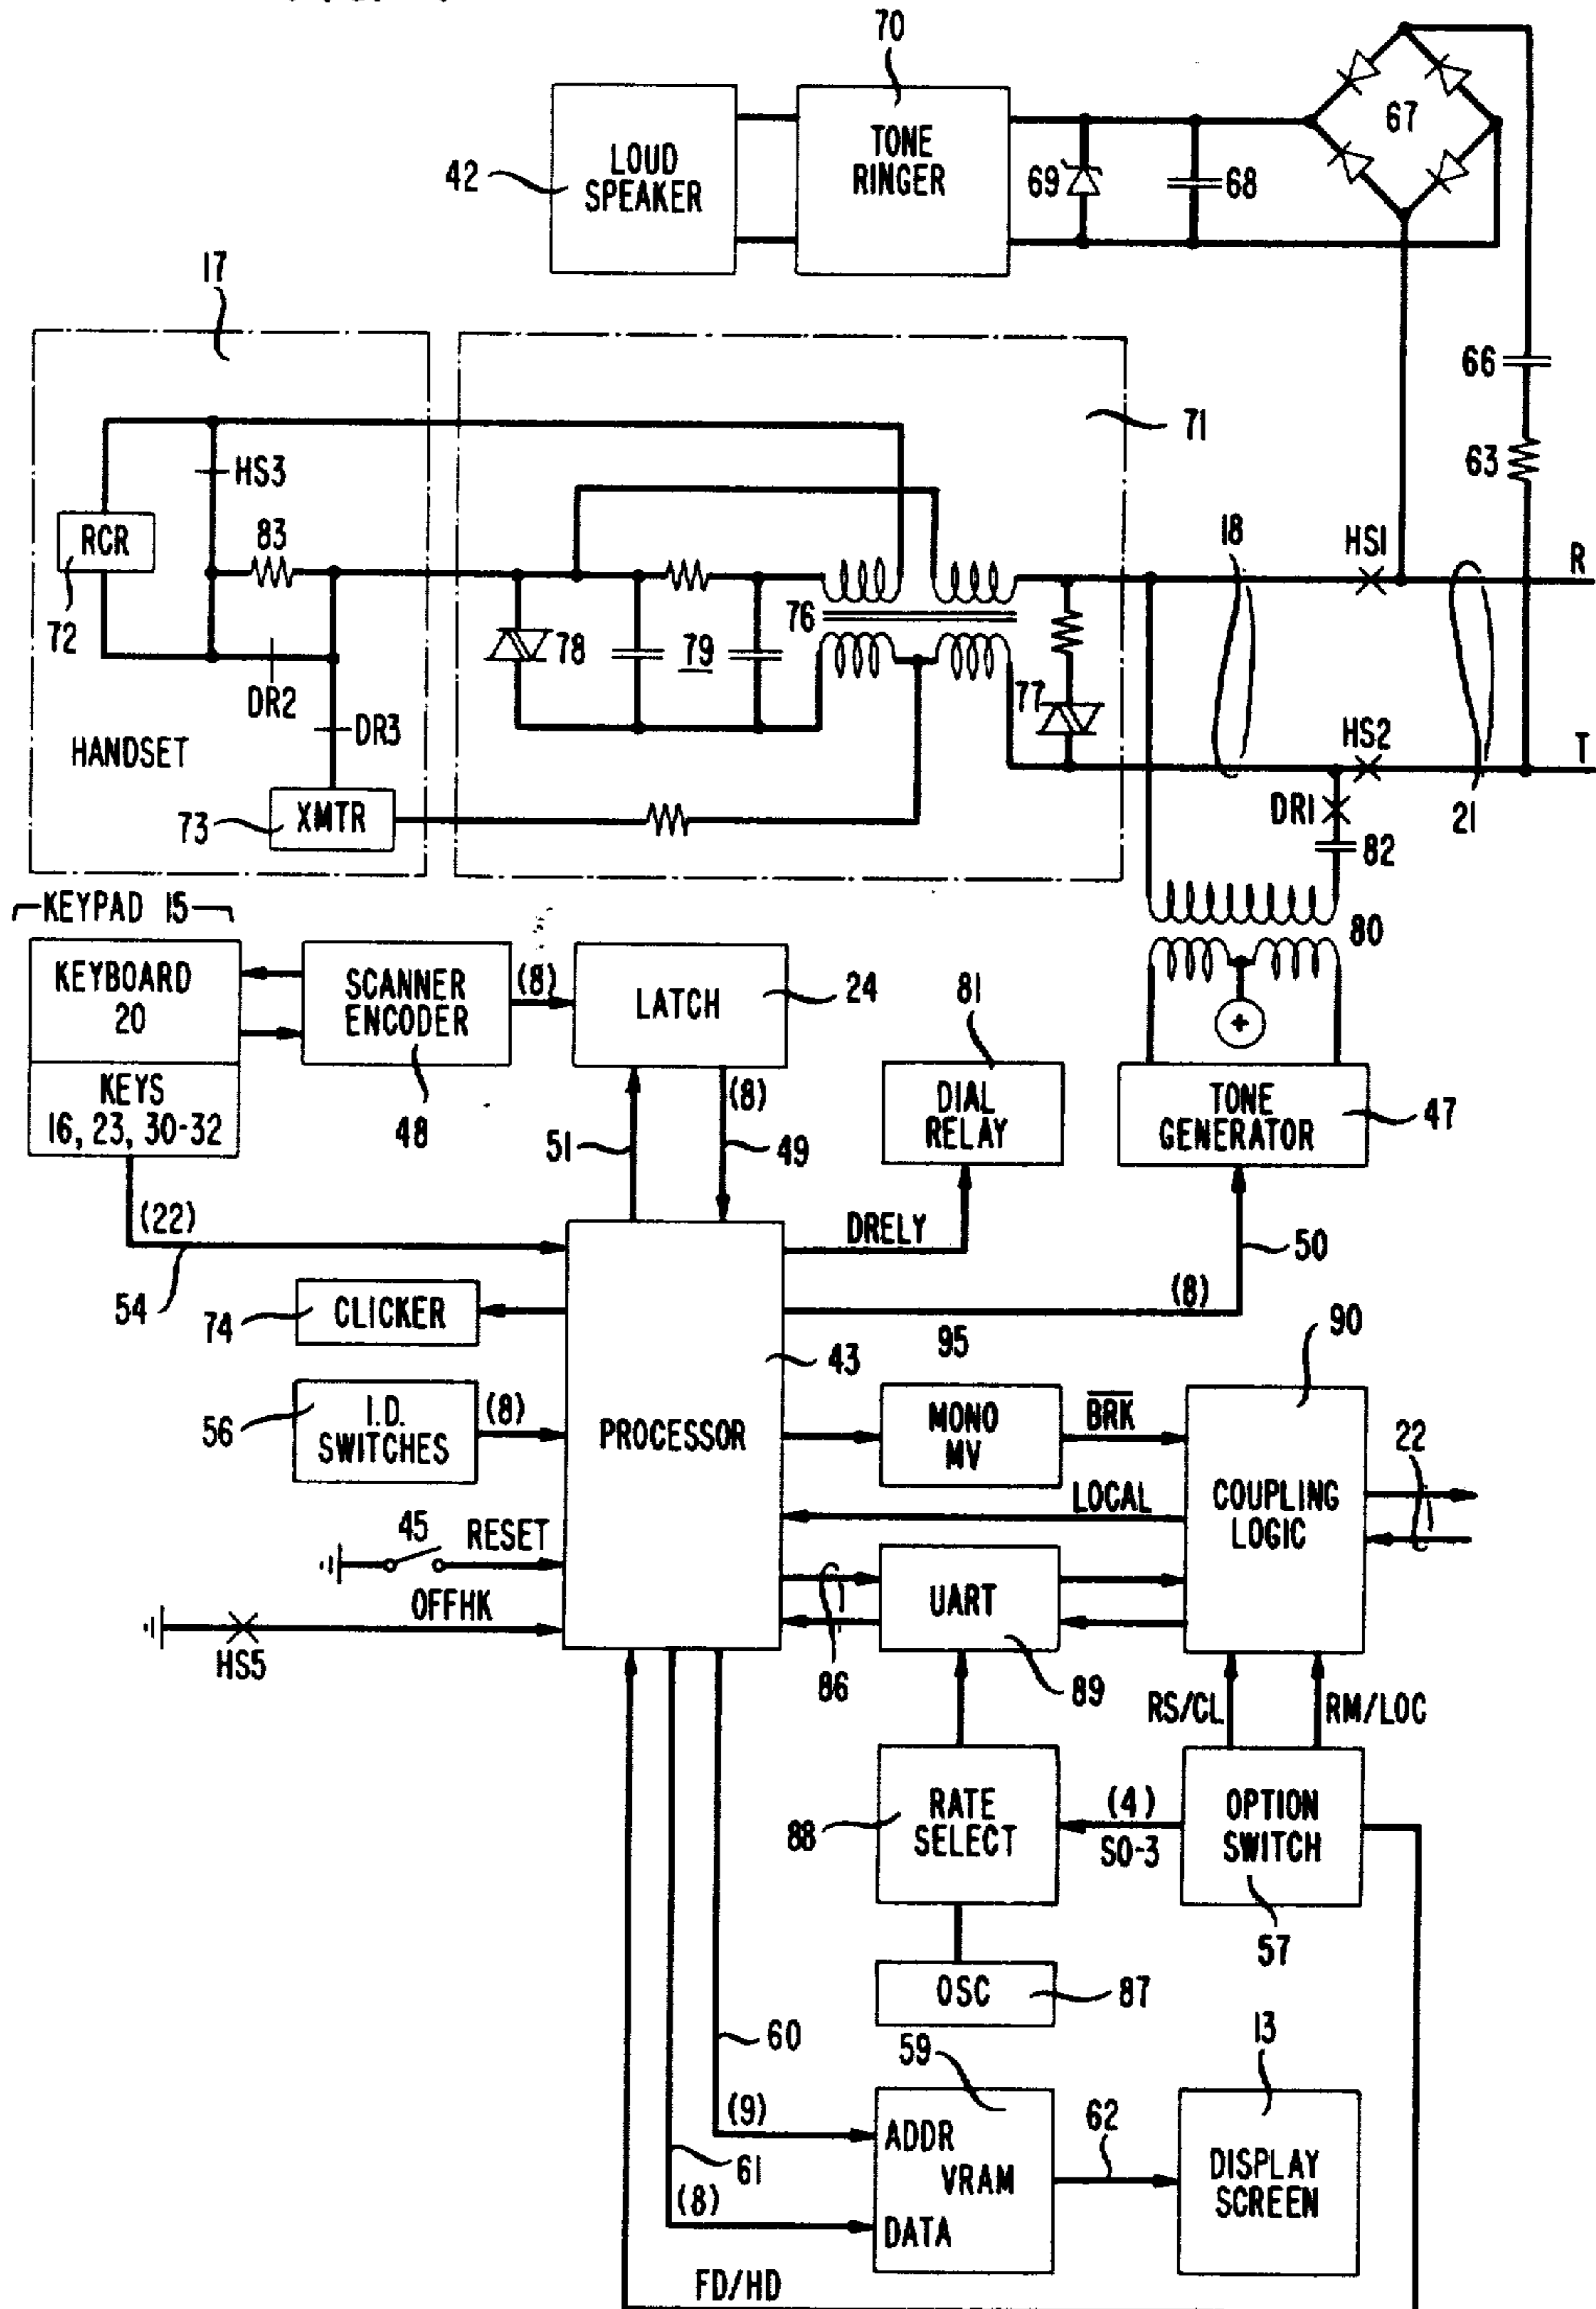 70
67
LOUD
SPEAKER
TONE
RINGER
42
69
68
17
66
71
63
HS3
RCR
83
18
HS1
R
72
78
79
76
77
DR2
DR3
HS2
T
HANDSET
73
XMTR
DR1
82
21
KEYPAD 15
80
KEYBOARD
20
SCANNER
ENCODER
(8)
LATCH
24
81
KEYS
16, 23, 30-32
48
(8)
DIAL
RELAY
TONE
GENERATOR
47
51
49
(22)
DRELY
50
54
74
CLICKER
(8)
95
43
90
56
I.D.
SWITCHES
(8)
PROCESSOR
MONO
MV
BRK
22
LOCAL
COUPLING
LOGIC
45
RESET
UART
OFFHK
HS5
86
89
RS/CL
RM/LOC
88
RATE
SELECT
(4)
S0-3
OPTION
SWITCH
57
OSC
87
60
59
13
(9)
ADDR
VRAM
62
DISPLAY
SCREEN
61
(8)
DATA
FD/HD